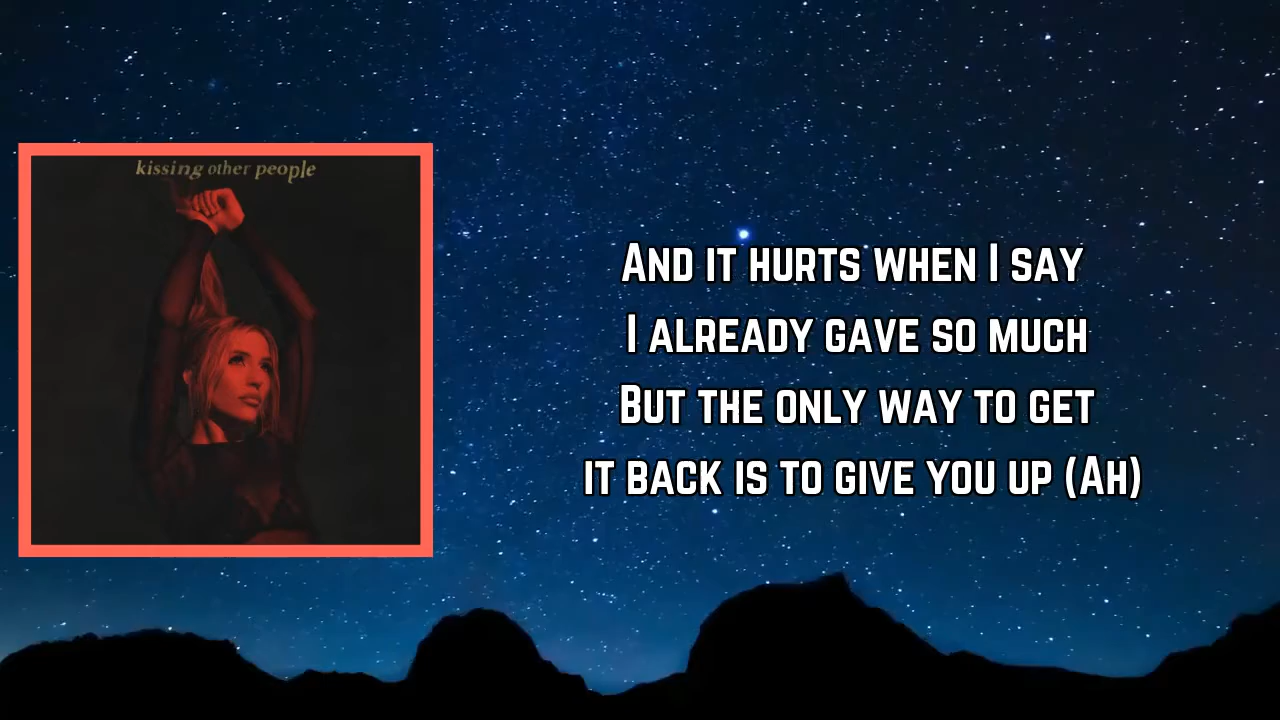 kissing other people
And it hurts when I say
I already gave so much
But the only way to get
it back is to give you up (Ah)